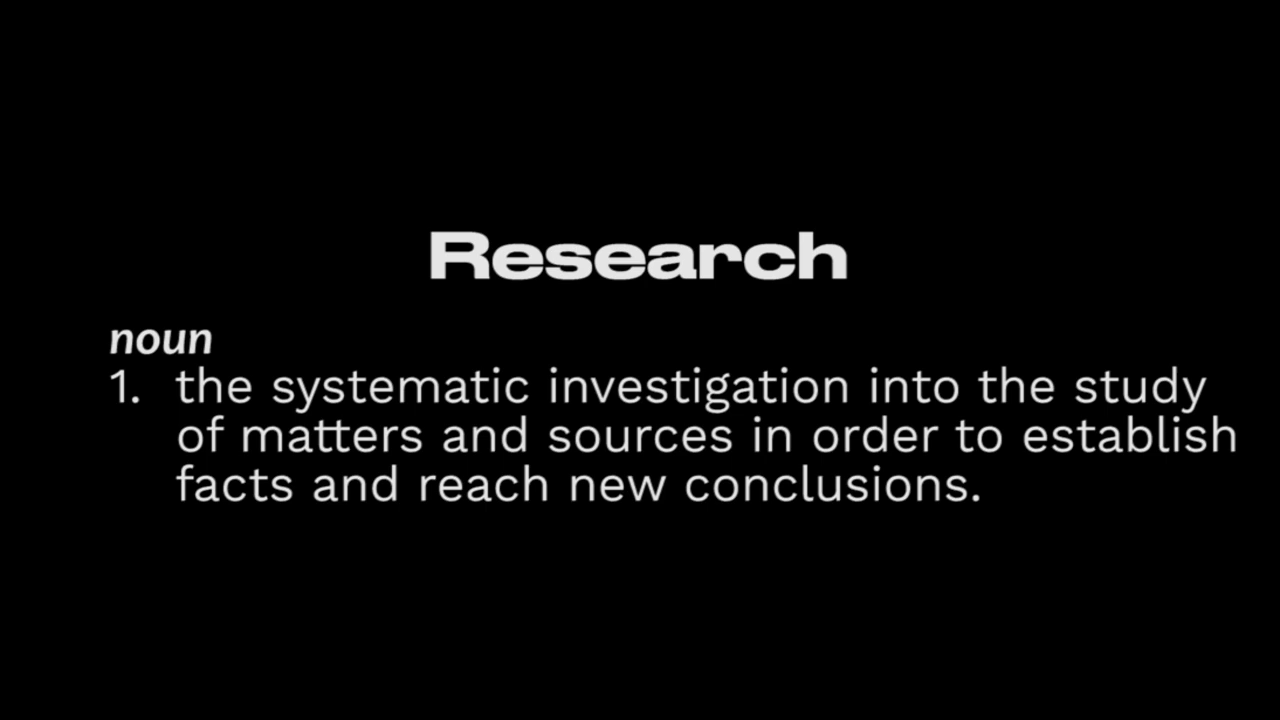 Research
noun
1. the systematic investigation into the study
of matters and sources in order to establish
facts and reach new conclusions.